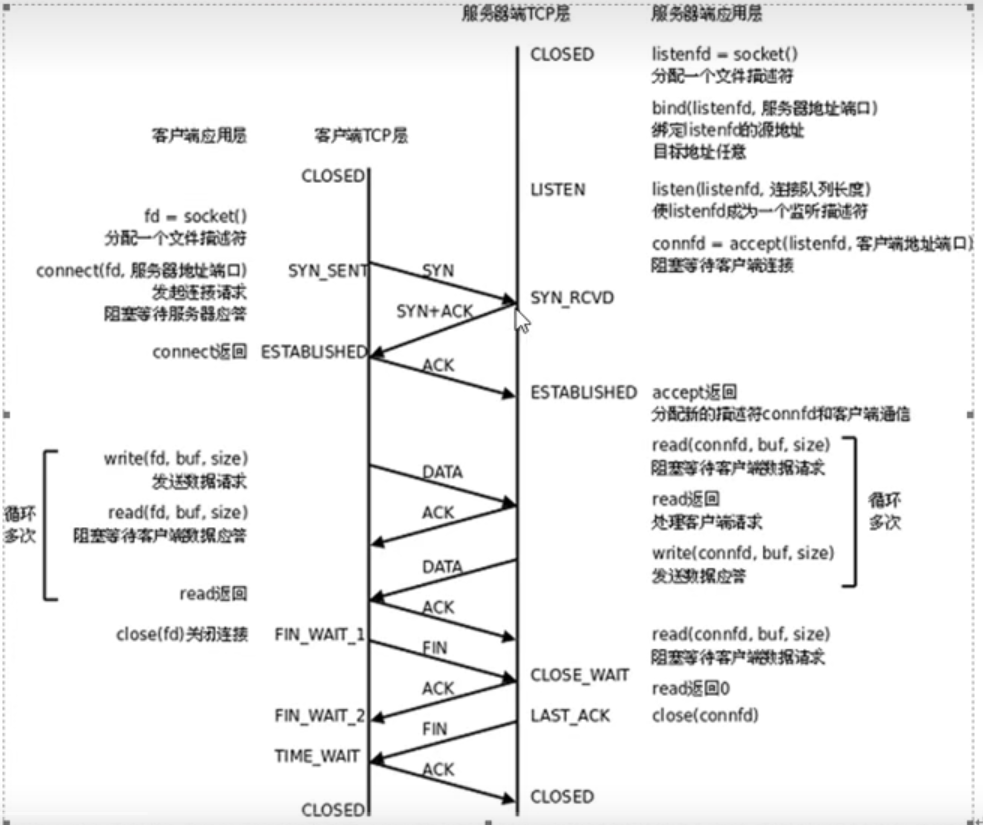 服务器端TCP层
服务器端应用层
CLOSED
listenfd = socket()
分配一个文件描述符
bind(listenfd, 服务器地址端口)
绑定listenfd的源地址
目标地址任意
客户端应用层
客户端TCP层
CLOSED
LISTEN
listen(listenfd, 连接队列长度)
使listenfd成为一个监听描述符
fd = socket()
分配一个文件描述符
connfd = accept(listenfd, 客户端地址端口)
阻塞等待客户端连接
connect(fd, 服务器地址端口)
发起连接请求
阻塞等待服务器应答
SYN_SENT
SYN
SYN_RCVD
SYN+ACK
connect返回
ESTABLISHED
ACK
ESTABLISHED
accept返回
分配新的描述符connfd和客户端通信
循环
多次
write(fd, buf, size)
发送数据请求
DATA
read(connfd, buf, size)
阻塞等待客户端数据请求
循环
多次
read(fd, buf, size)
阻塞等待客户端数据应答
ACK
read返回
处理客户端请求
write(connfd, buf, size)
发送数据应答
DATA
read返回
ACK
close(fd)关闭连接
FIN_WAIT_1
FIN
read(connfd, buf, size)
阻塞等待客户端数据请求
CLOSE_WAIT
read返回0
ACK
FIN_WAIT_2
LAST_ACK
close(connfd)
FIN
TIME_WAIT
ACK
CLOSED
CLOSED